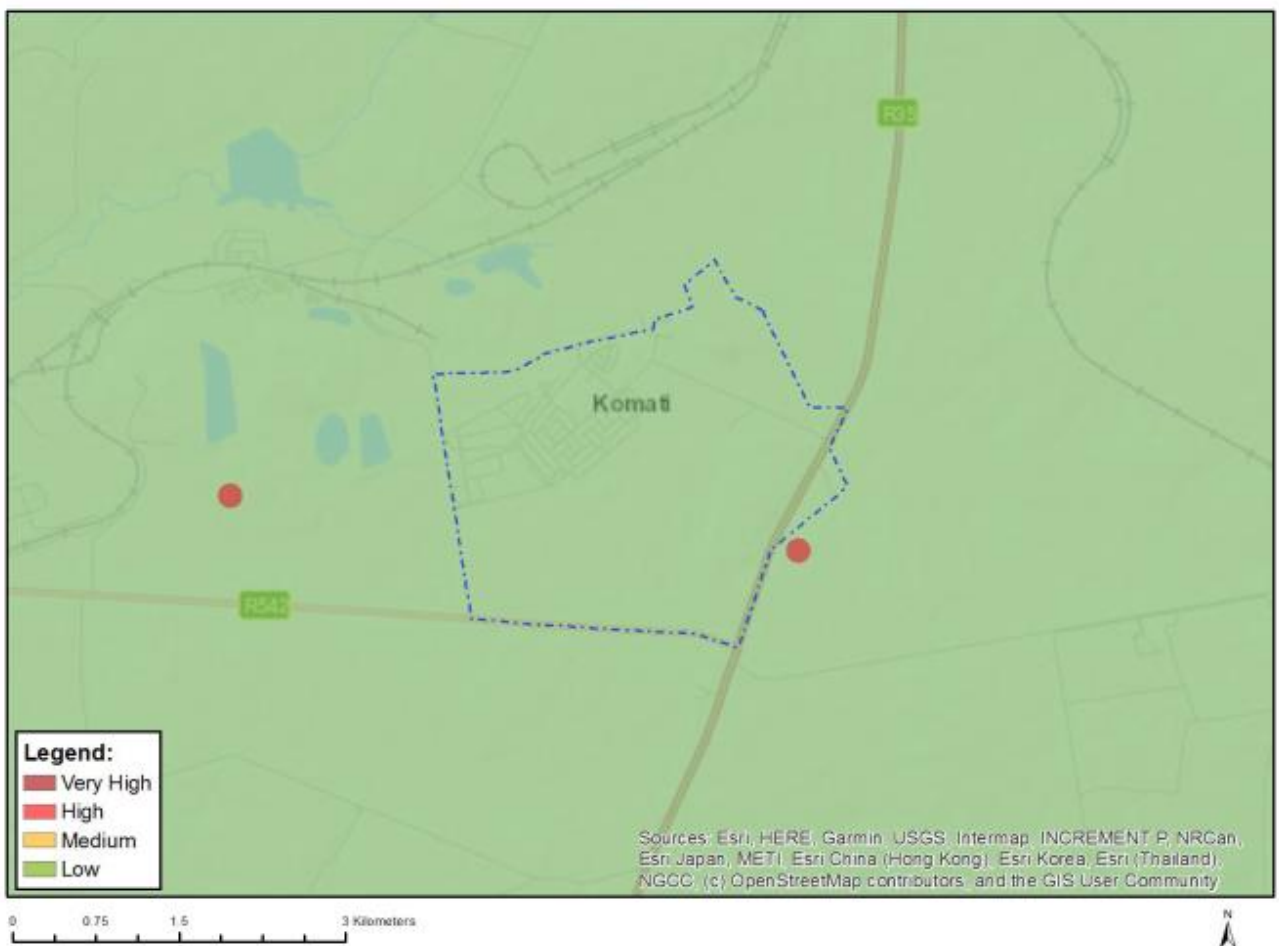 R35
Komati
R542
Legend:
Very High
High
Medium
Low
Sources: Esri, HERE, Garmin, USGS, Intermap, INCREMENT P, NRCan,
Esri Japan, METI, Esri China (Hong Kong), Esri Korea, Esri (Thailand),
NGCC, (c) OpenStreetMap contributors, and the GIS User Community
0 0.75 1.5 3 Kilometers
N